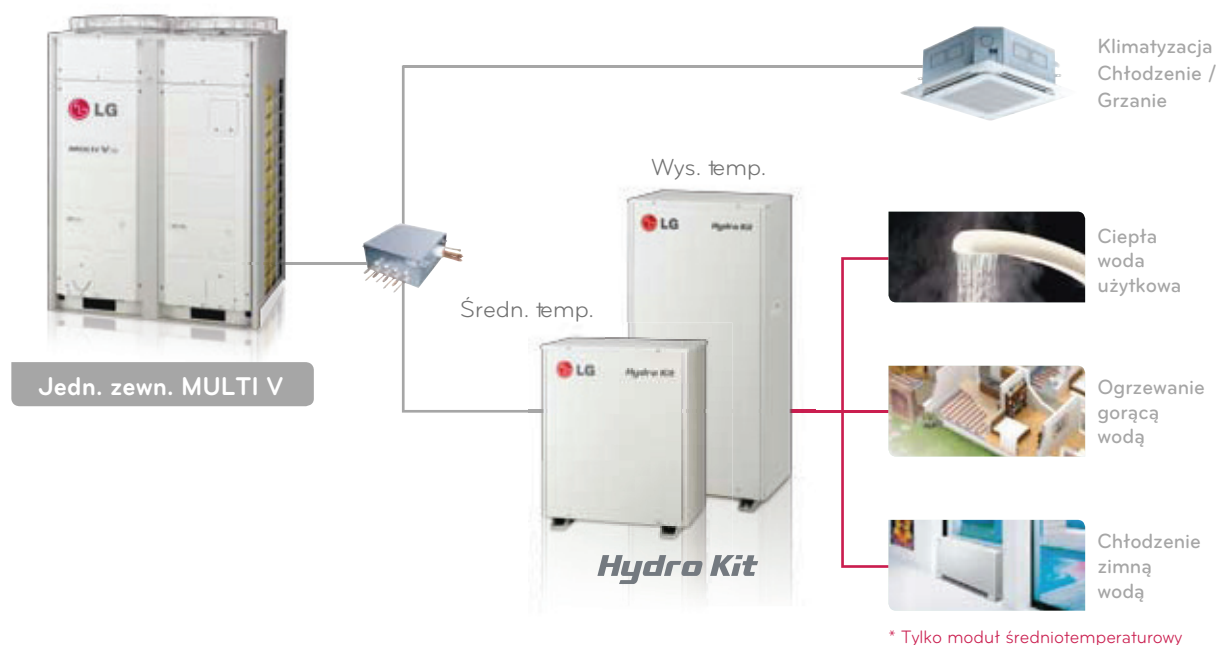 Klimatyzacja
Chłodzenie /
Grzanie
LG
MULTI V
Wys. temp.
LG
Hydro Kit
Ciepła
woda
użytkowa
Średn. temp.
LG
Hydro Kit
Jedn. zewn. MULTI V
Ogrzewanie
gorącą
wodą
Hydro Kit
Chłodzenie
zimną
wodą
* Tylko moduł średniotemperaturowy